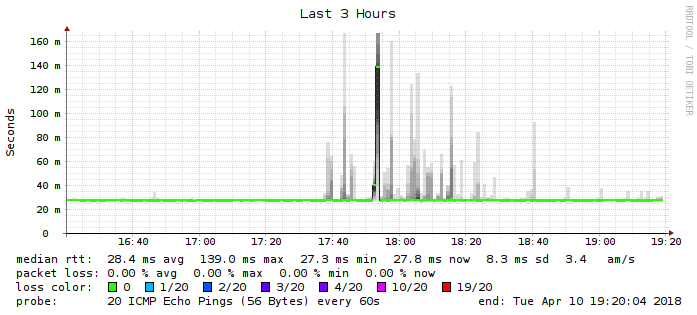 Last 3 Hours
RRDTOOL / TOBI OETIKER
Seconds
160 m
140 m
120 m
100 m
80 m
60 m
40 m
20 m
0
16:40 17:00 17:20 17:40 18:00 18:20 18:40 19:00 19:20
median rtt: 28.4 ms avg 139.0 ms max 27.3 ms min 27.8 ms now 8.3 ms sd 3.4 am/s
packet loss: 0.00 % avg 0.00 % max 0.00 % min 0.00 % now
loss color: 0 1/20 2/20 3/20 4/20 10/20 19/20
probe: 20 ICMP Echo Pings (56 Bytes) every 60s end: Tue Apr 10 19:20:04 2018